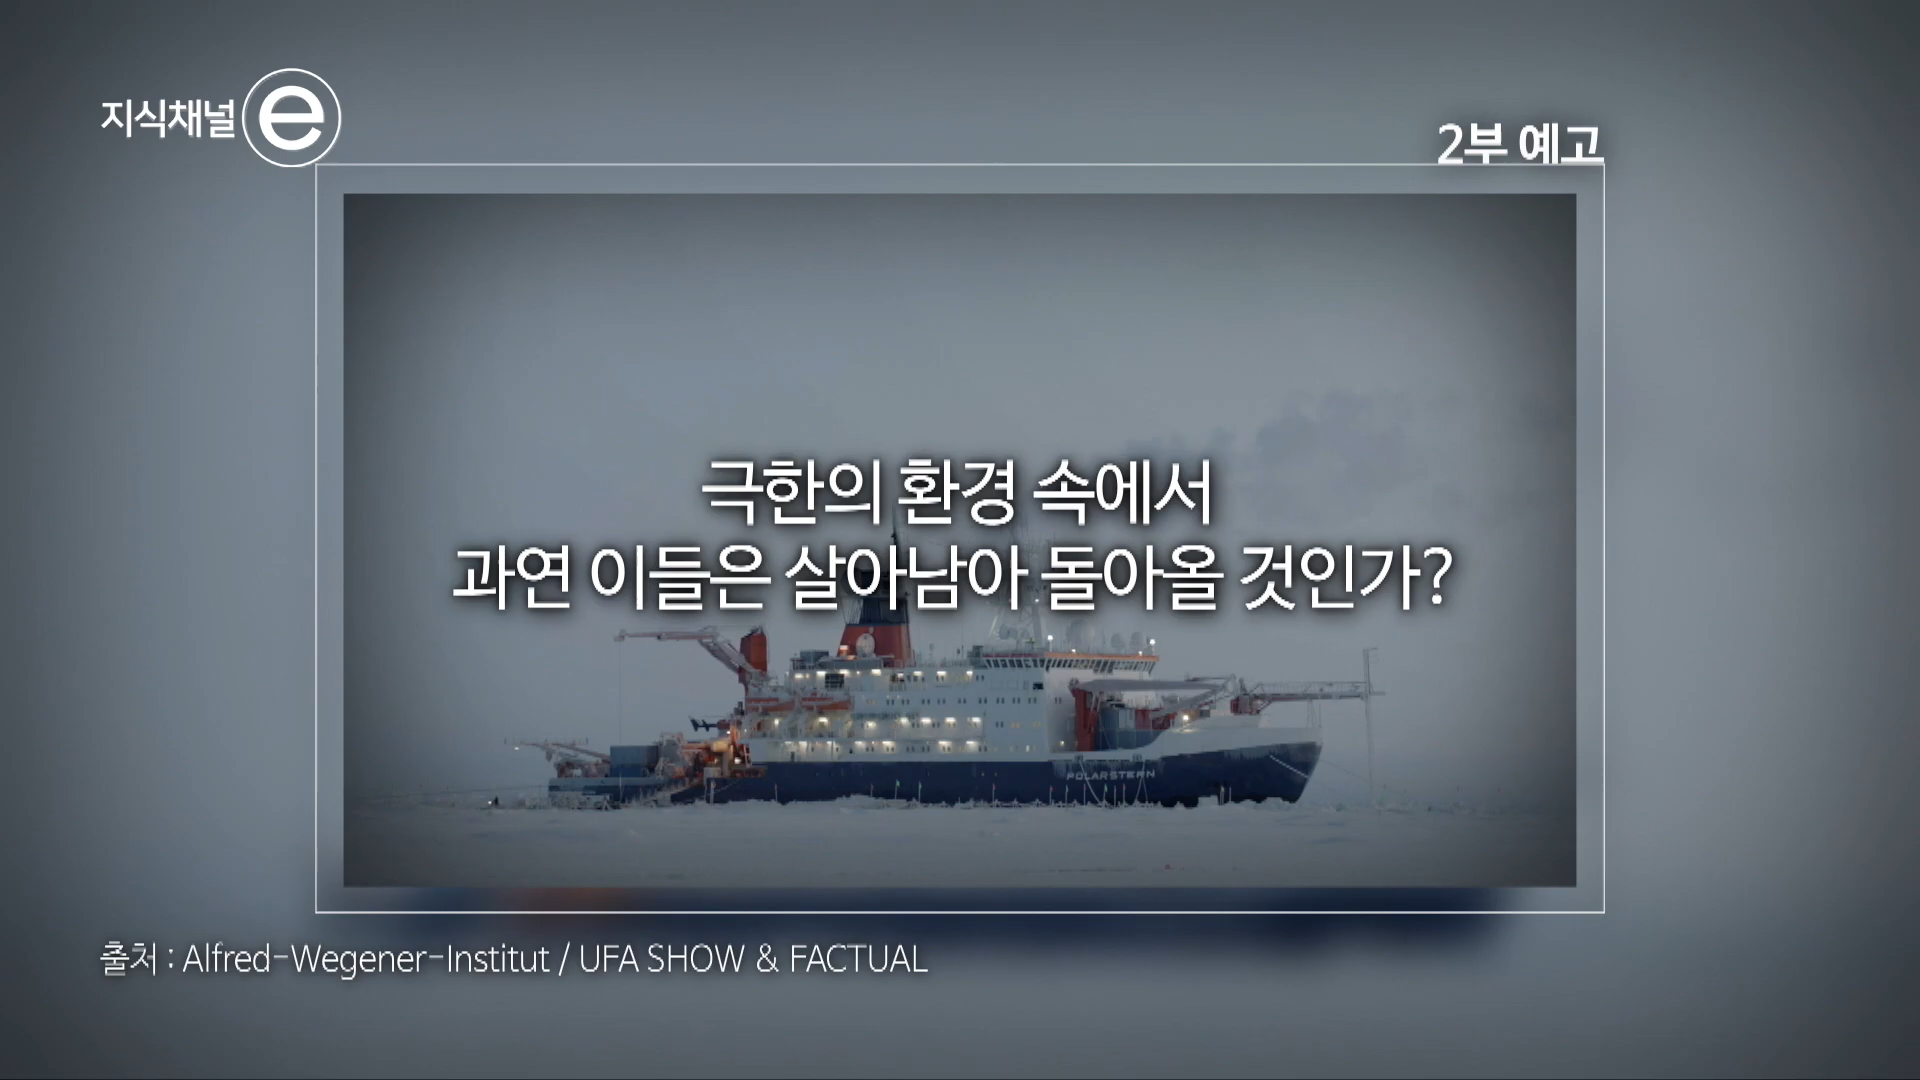 지식채널e
2부 예고
극한의 환경 속에서
과연 이들은 살아남아 돌아올 것인가?
POLARSTERN
출처 : Alfred-Wegener-Institut / UFA SHOW & FACTUAL